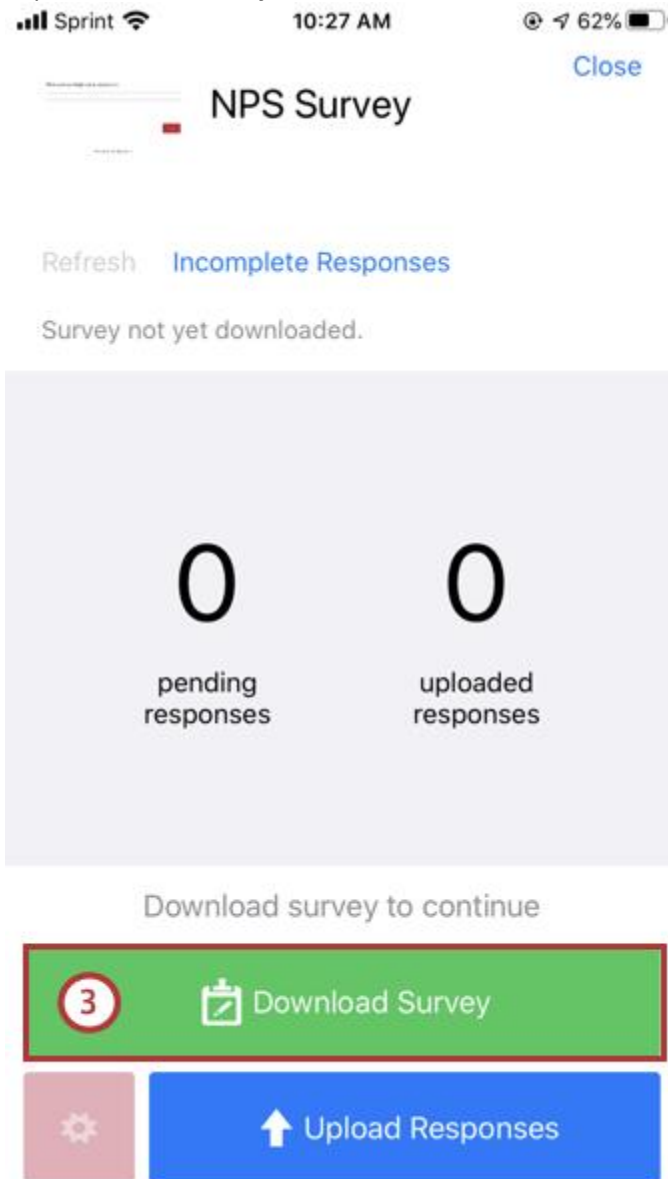 Sprint 10:27 AM 62%
Close
NPS Survey
Refresh Incomplete Responses
Survey not yet downloaded.
0 0
pending uploaded
responses responses
Download survey to continue
3 Download Survey
Upload Responses